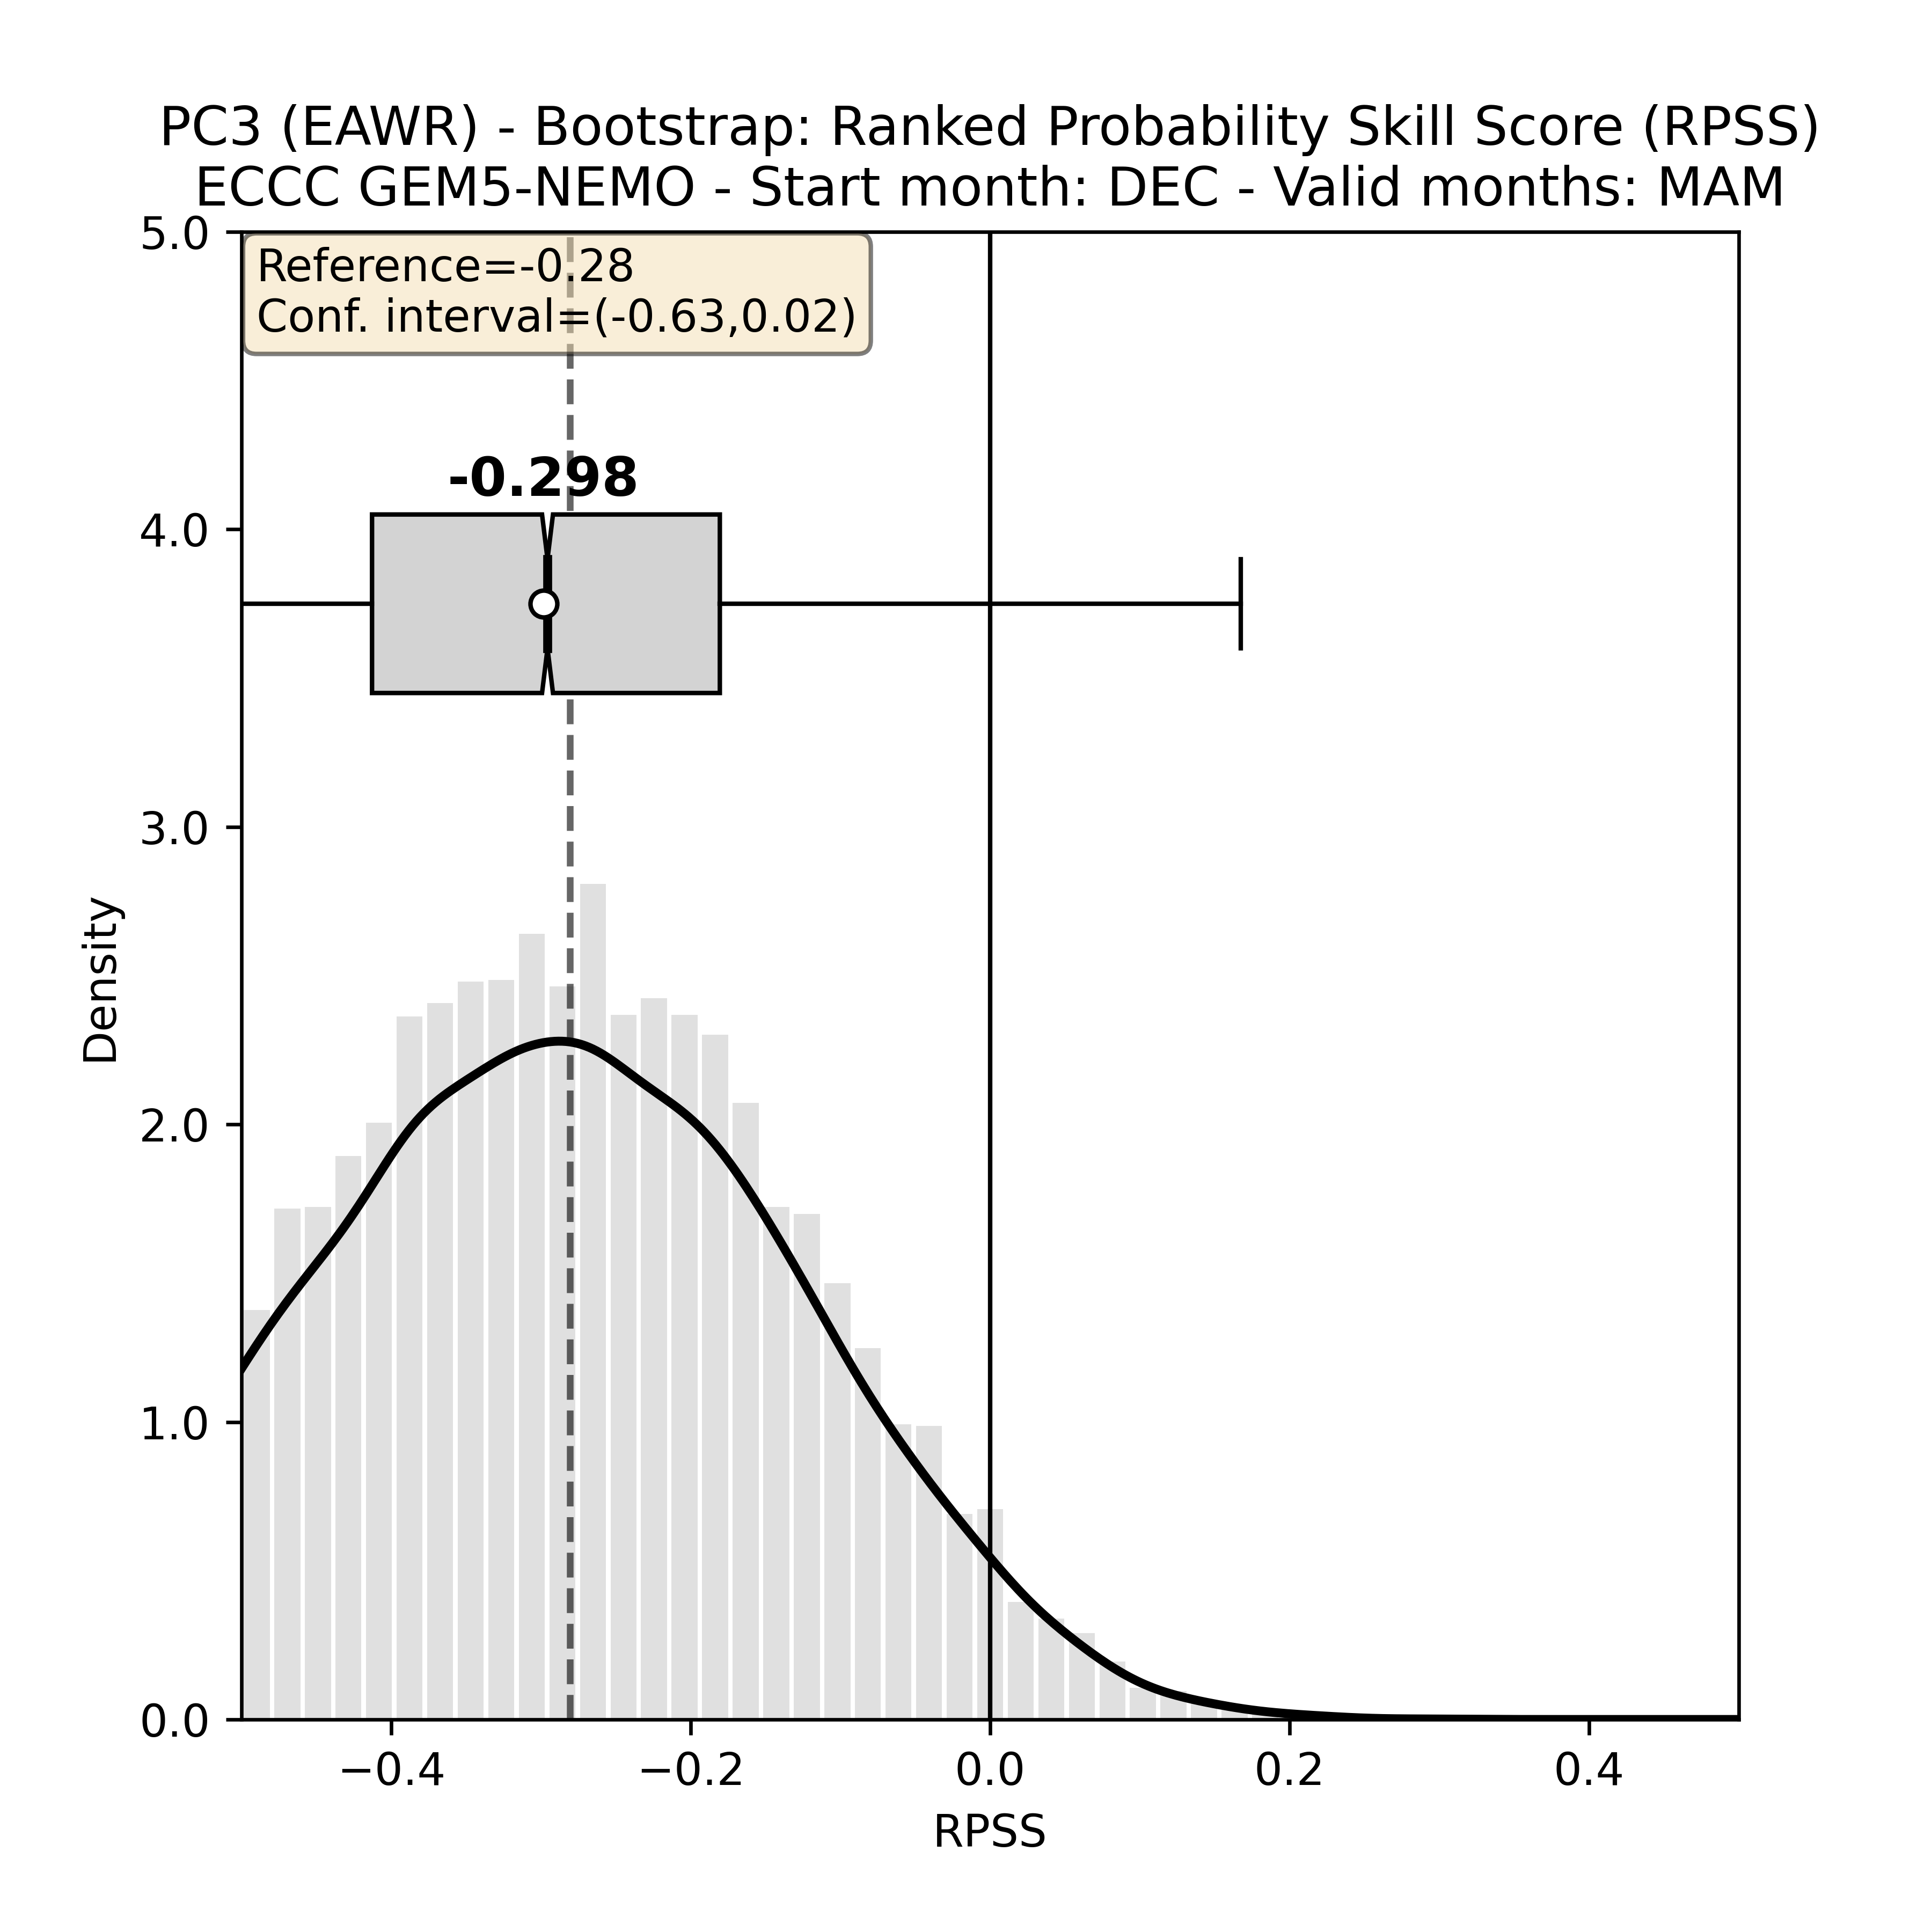 PC3 (EAWR) - Bootstrap: Ranked Probability Skill Score (RPSS)
ECCC GEM5-NEMO - Start month: DEC - Valid months: MAM
5.0
Reference=-0.28
Conf. interval=(-0.63,0.02)
-0.298
4.0
3.0
Density
2.0
1.0
0.0
−0.4 −0.2 0.0 0.2 0.4
RPSS